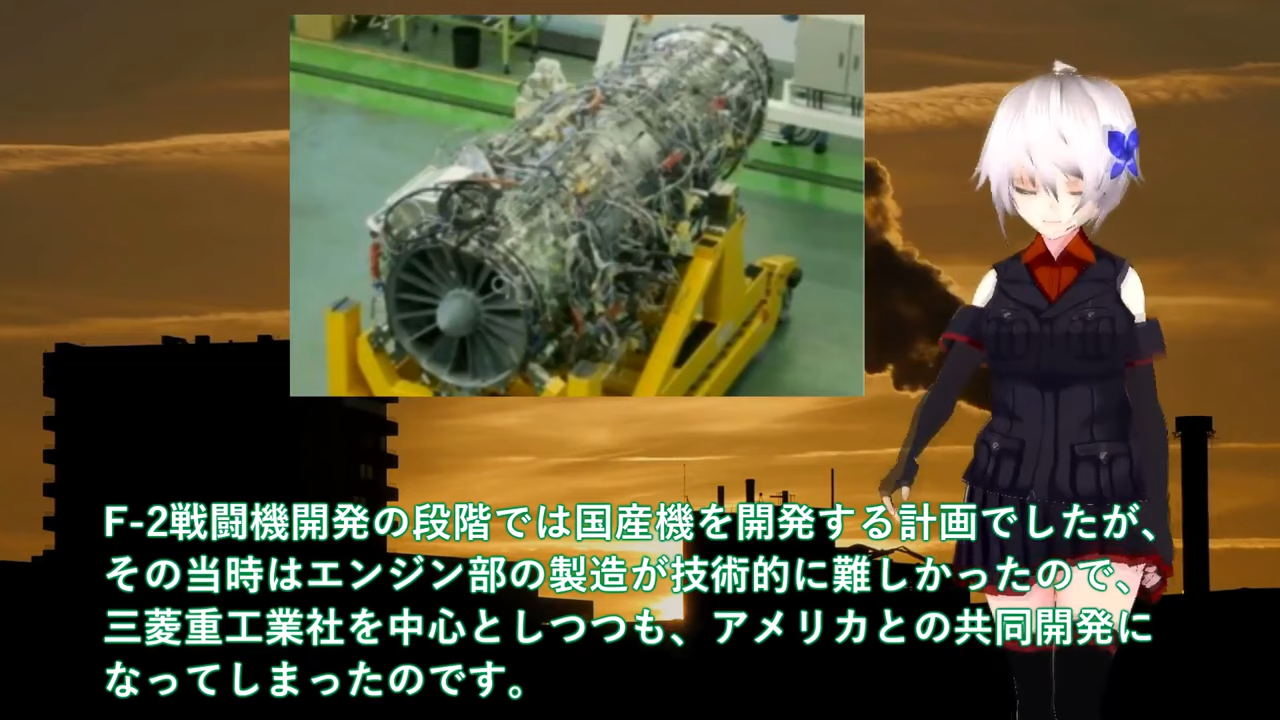 F-2戦闘機開発の段階では国産機を開発する計画でしたが、
その当時はエンジン部の製造が技術的に難しかったので、
三菱重工業社を中心としつつも、アメリカとの共同開発に
なってしまったのです。